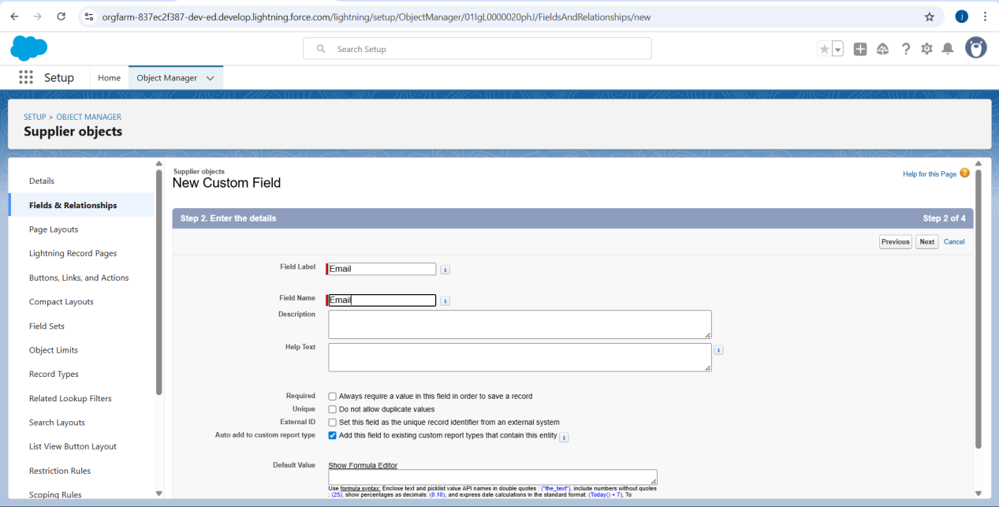 orgfarm-837ec2f387-dev-ed.develop.lightning.force.com/lightning/setup/ObjectManager/01IgL0000020phJ/FieldsAndRelationships/new
j
Search Setup
Setup
Home
Object Manager
SETUP > OBJECT MANAGER
Supplier objects
Details
Fields & Relationships
Page Layouts
Lightning Record Pages
Buttons, Links, and Actions
Compact Layouts
Field Sets
Object Limits
Record Types
Related Lookup Filters
Search Layouts
List View Button Layout
Restriction Rules
Scoping Rules
Supplier objects
New Custom Field
Help for this Page ?
Step 2. Enter the details
Step 2 of 4
Previous Next Cancel
Field Label Email i
Field Name Email i
Description
Help Text i
Required Always require a value in this field in order to save a record
Unique Do not allow duplicate values
External ID Set this field as the unique record identifier from an external system
Auto add to custom report type Add this field to existing custom report types that contain this entity i
Default Value Show Formula Editor
Use formula syntax: Enclose text and picklist value API names in double quotes : ("the_text"), include numbers without quotes
: (25), show percentages as decimals: (0.10), and express date calculations in the standard format: (Today() + 7), To